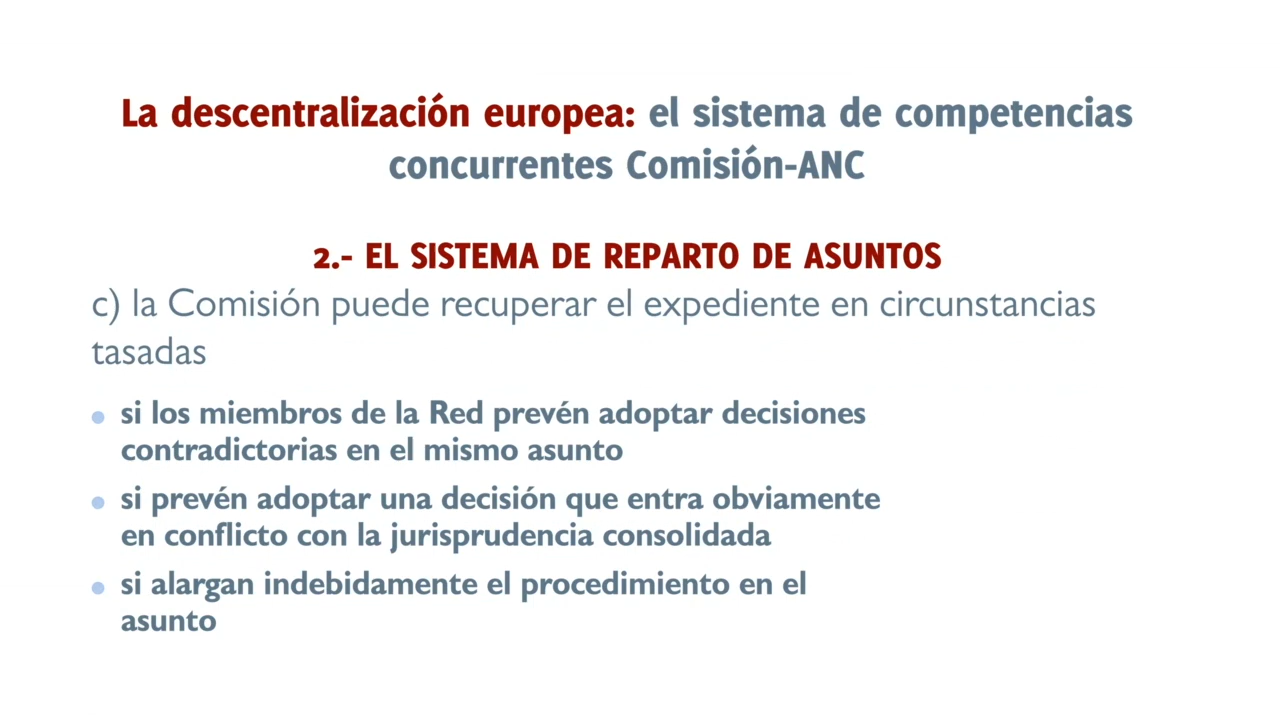 La descentralización europea: el sistema de competencias
concurrentes Comisión-ANC
2.- EL SISTEMA DE REPARTO DE ASUNTOS
c) la Comisión puede recuperar el expediente en circunstancias
tasadas
• si los miembros de la Red prevén adoptar decisiones
contradictorias en el mismo asunto
• si prevén adoptar una decisión que entra obviamente
en conflicto con la jurisprudencia consolidada
• si alargan indebidamente el procedimiento en el
asunto